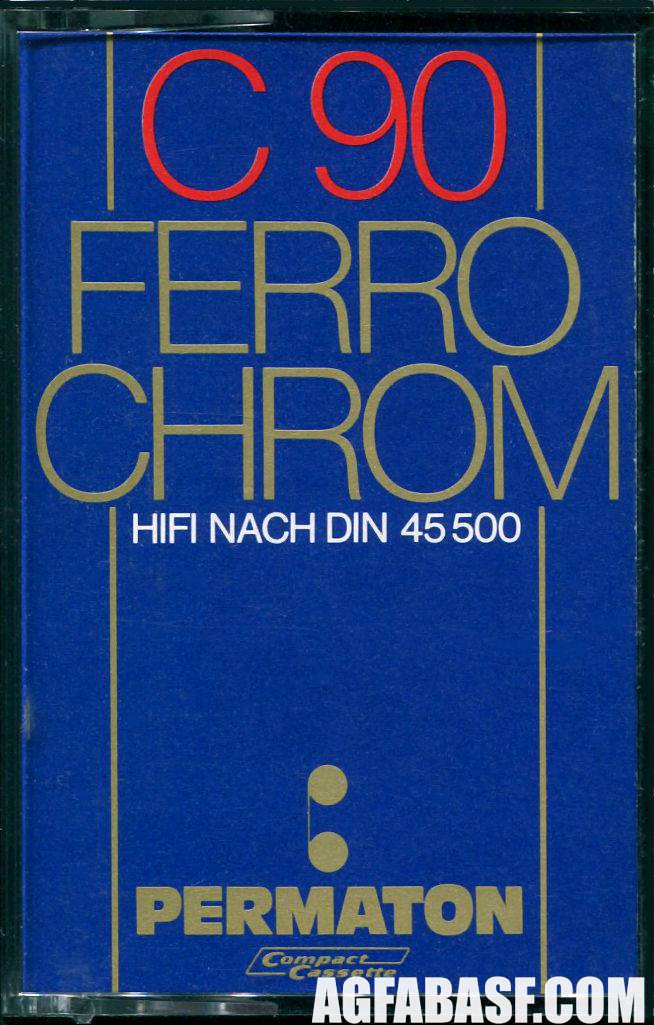 C 90
FERRO
CHROM
HIFI NACH DIN 45 500
PERMATON
Compact
Cassette
AGFABASF.COM